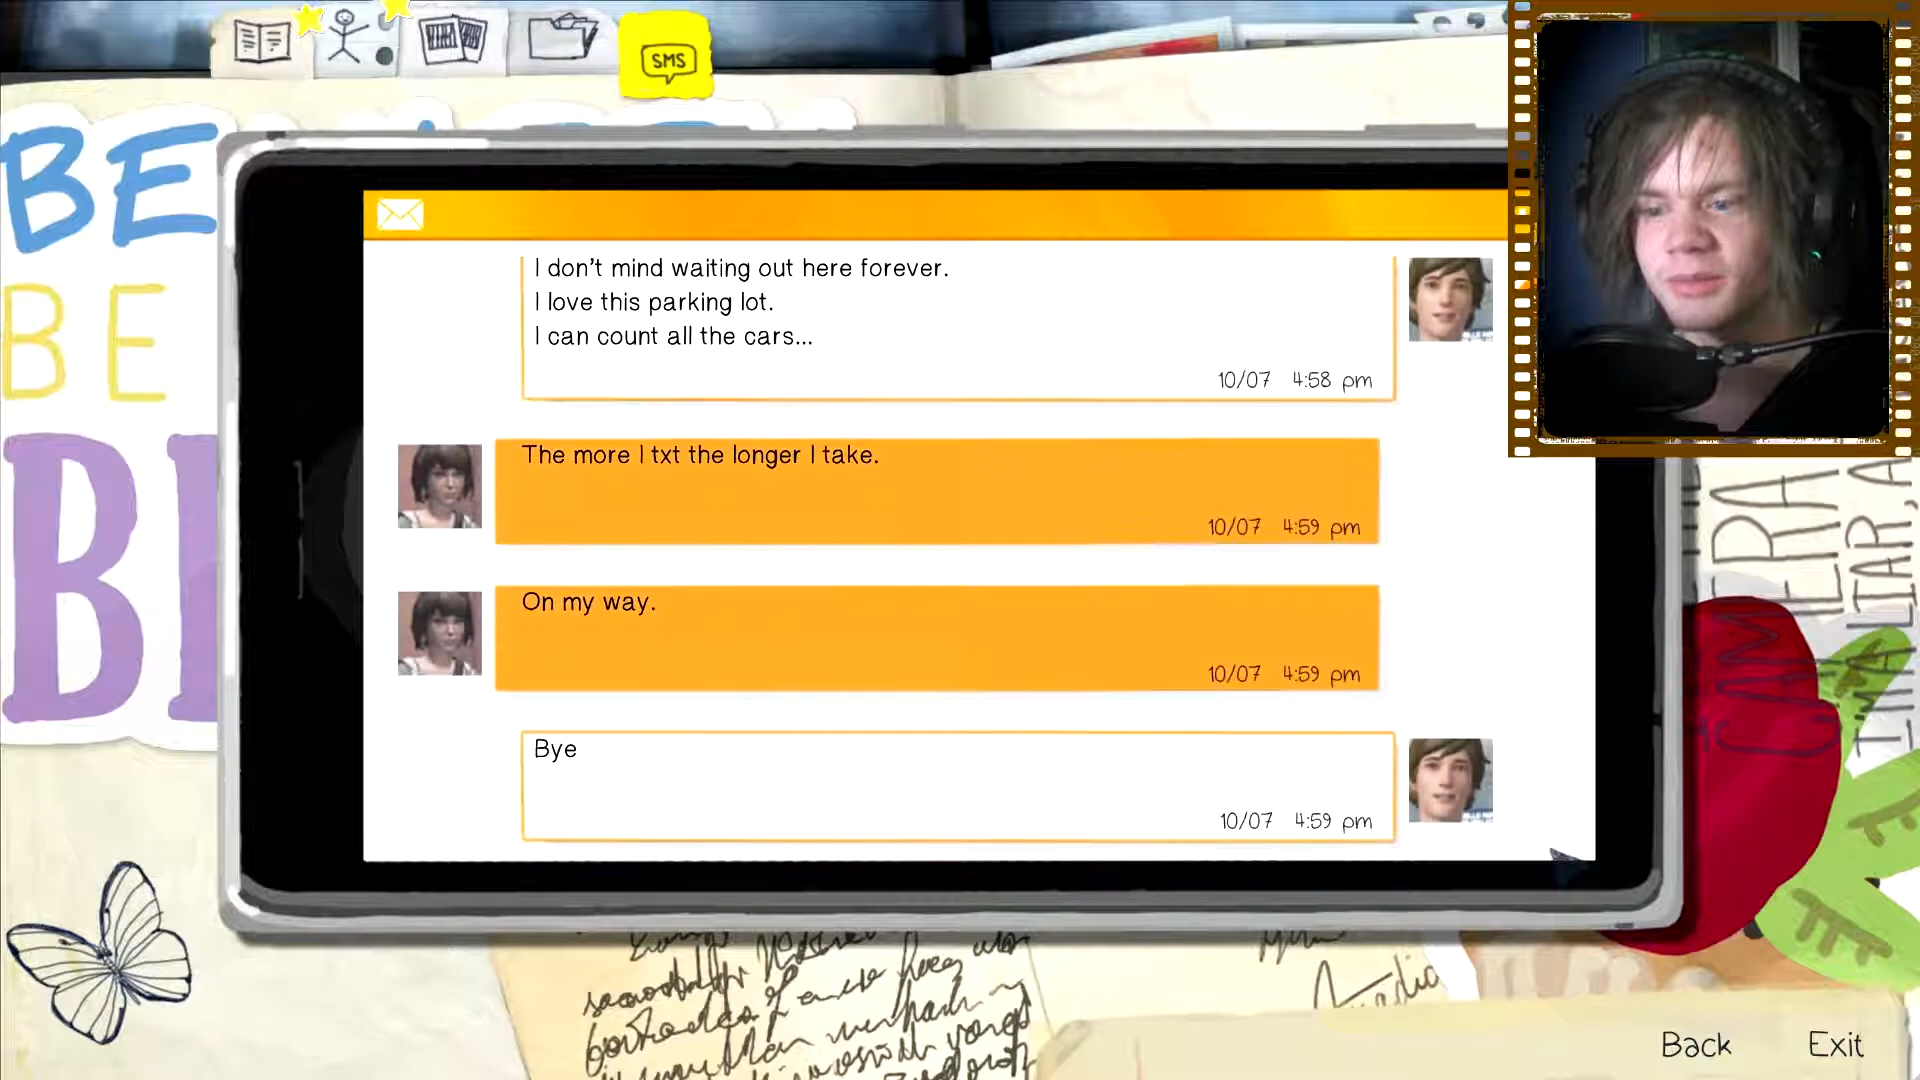 SMS
BE
BE
I don't mind waiting out here forever.
I love this parking lot.
I can count all the cars...
10/07 4:58 pm
The more I txt the longer I take.
10/07 4:59 pm
On my way.
10/07 4:59 pm
Bye
10/07 4:59 pm
CAMERA
Back
Exit